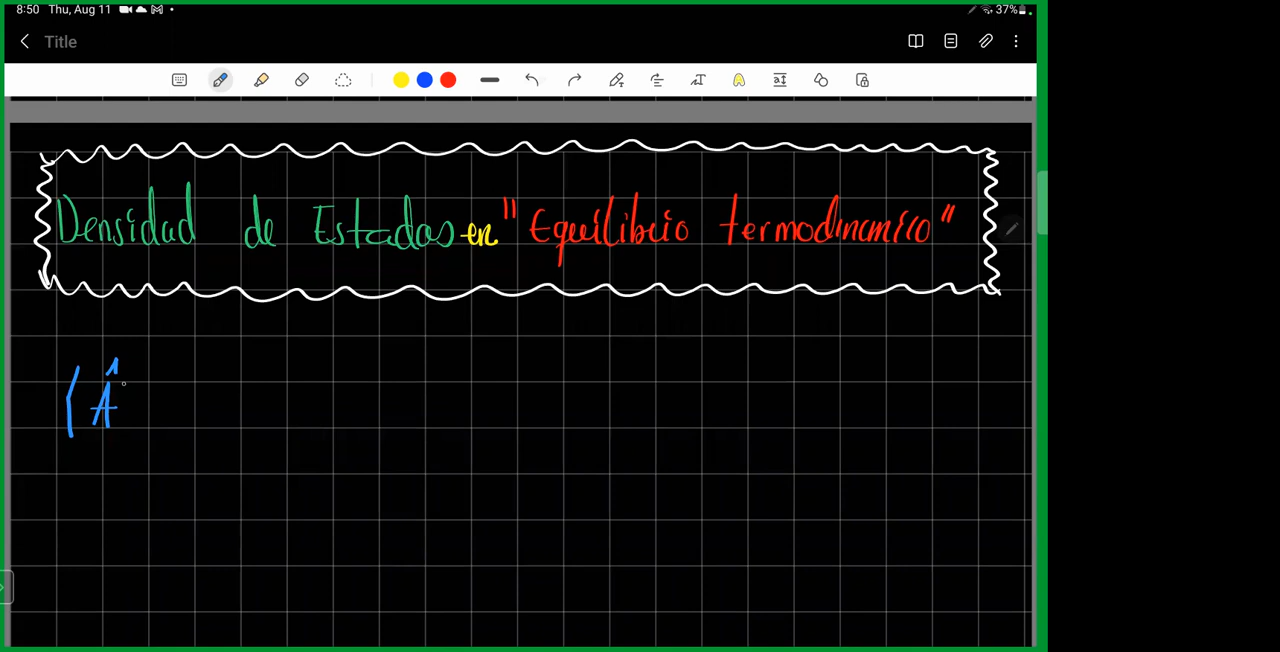 8:50 Thu, Aug 11 37%
Title
Densidad de Estados en "Equilibrio termodinamico"
⟨Â